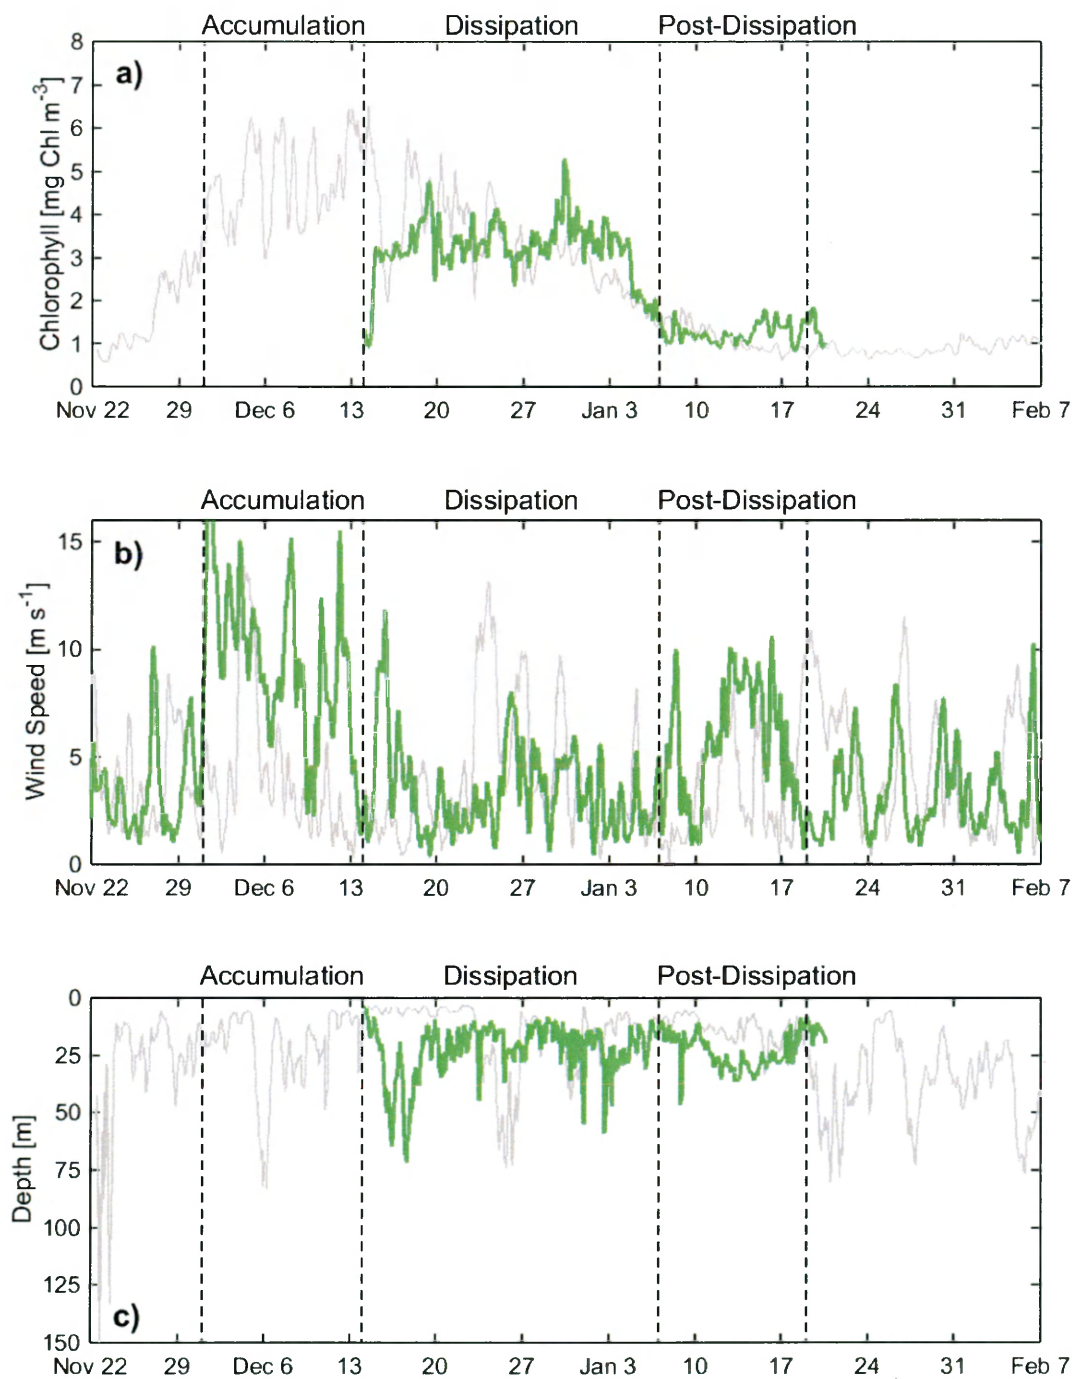 Accumulation Dissipation Post-Dissipation
a)
Chlorophyll [mg Chl m-3]
8
7
6
5
4
3
2
1
0
Nov 22 29 Dec 6 13 20 27 Jan 3 10 17 24 31 Feb 7
Accumulation Dissipation Post-Dissipation
b)
Wind Speed [m s-1]
15
10
5
0
Nov 22 29 Dec 6 13 20 27 Jan 3 10 17 24 31 Feb 7
Accumulation Dissipation Post-Dissipation
Depth [m]
0
25
50
75
100
125
150
c)
Nov 22 29 Dec 6 13 20 27 Jan 3 10 17 24 31 Feb 7